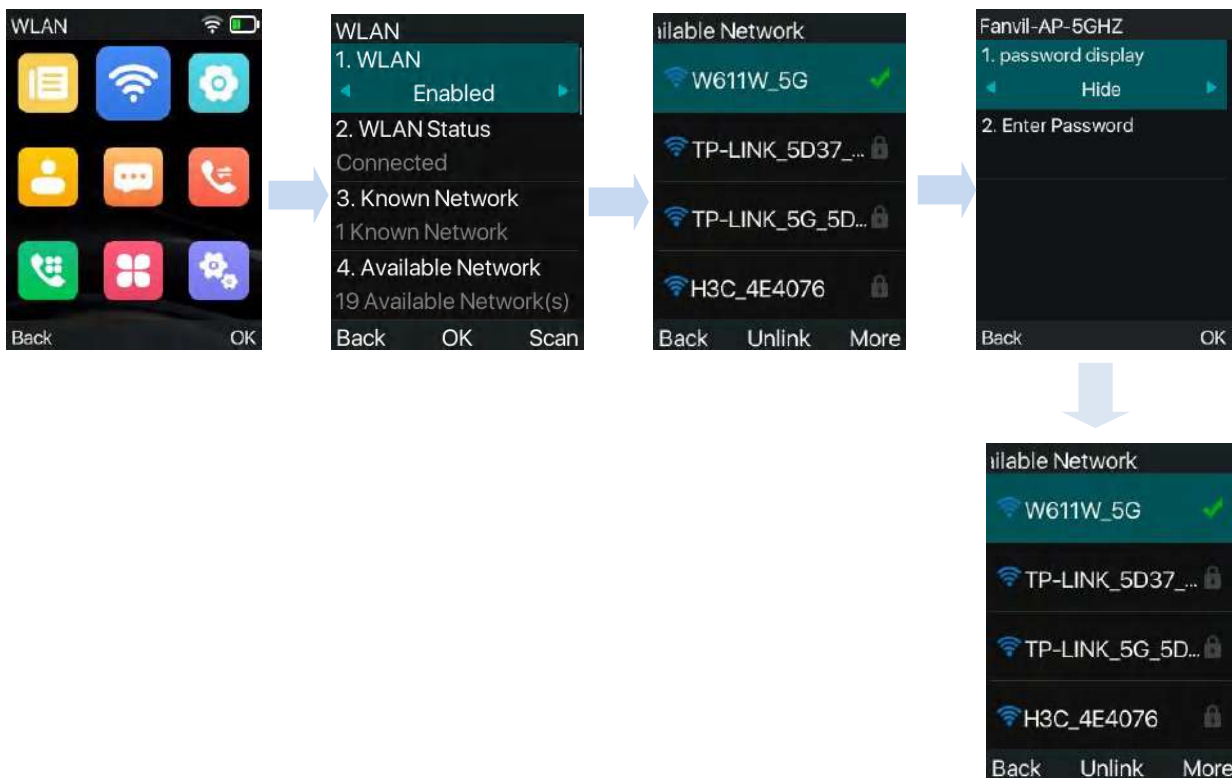 WLAN
Back OK
WLAN
1. WLAN
Enabled
2. WLAN Status
Connected
3. Known Network
1 Known Network
4. Available Network
19 Available Network(s)
Back OK Scan
ilable Network
W611W_5G
TP-LINK_5D37_...
TP-LINK_5G_5D...
H3C_4E4076
Back Unlink More
Fanvil-AP-5GHZ
1. password display
Hide
2. Enter Password
Back OK
ilable Network
W611W_5G
TP-LINK_5D37_...
TP-LINK_5G_5D...
H3C_4E4076
Back Unlink More